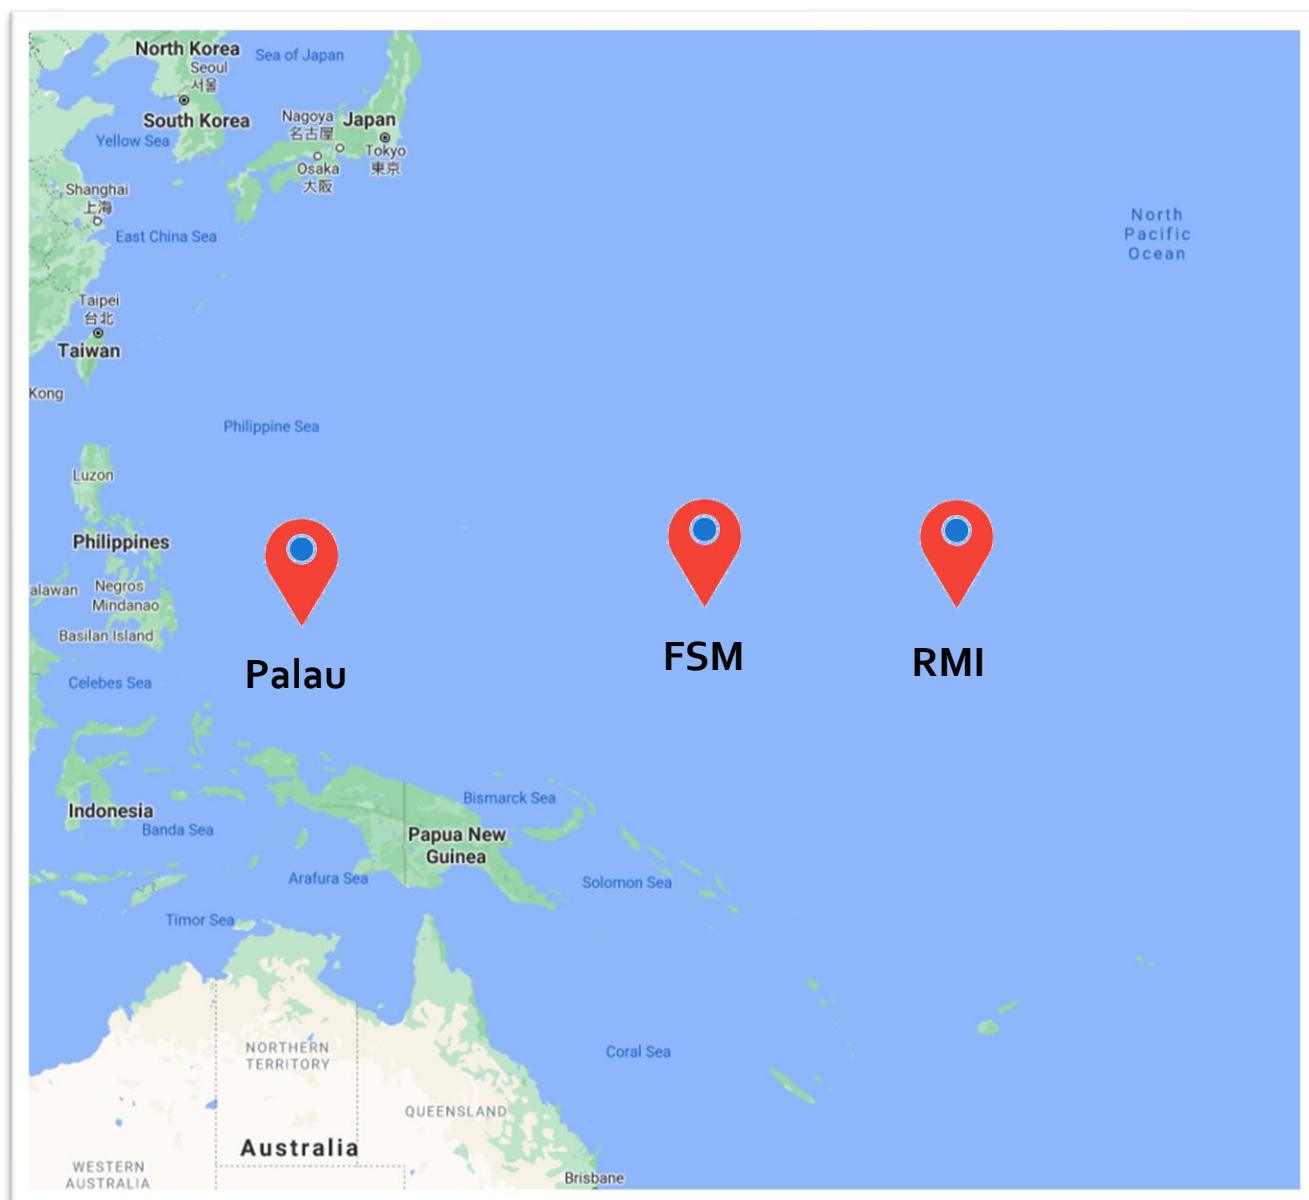 North Korea
Sea of Japan
Seoul
서울
South Korea
Nagoya
名古屋
Japan
Yellow Sea
Tokyo
東京
Osaka
大阪
Shanghai
上海
North
Pacific
Ocean
East China Sea
Taipei
台北
Taiwan
Kong
Philippine Sea
Luzon
Philippines
alawan
Negros
Mindanao
Basilan Island
Palau
FSM
RMI
Celebes Sea
Indonesia
Banda Sea
Bismarck Sea
Papua New
Guinea
Arafura Sea
Solomon Sea
Timor Sea
NORTHERN
TERRITORY
Coral Sea
QUEENSLAND
Australia
WESTERN
AUSTRALIA
Brisbane